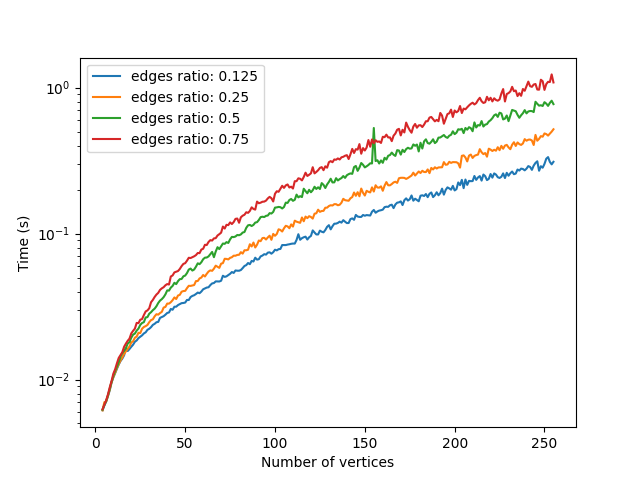 edges ratio: 0.125
edges ratio: 0.25
edges ratio: 0.5
edges ratio: 0.75
10⁰
10⁻¹
10⁻²
Time (s)
0 50 100 150 200 250
Number of vertices